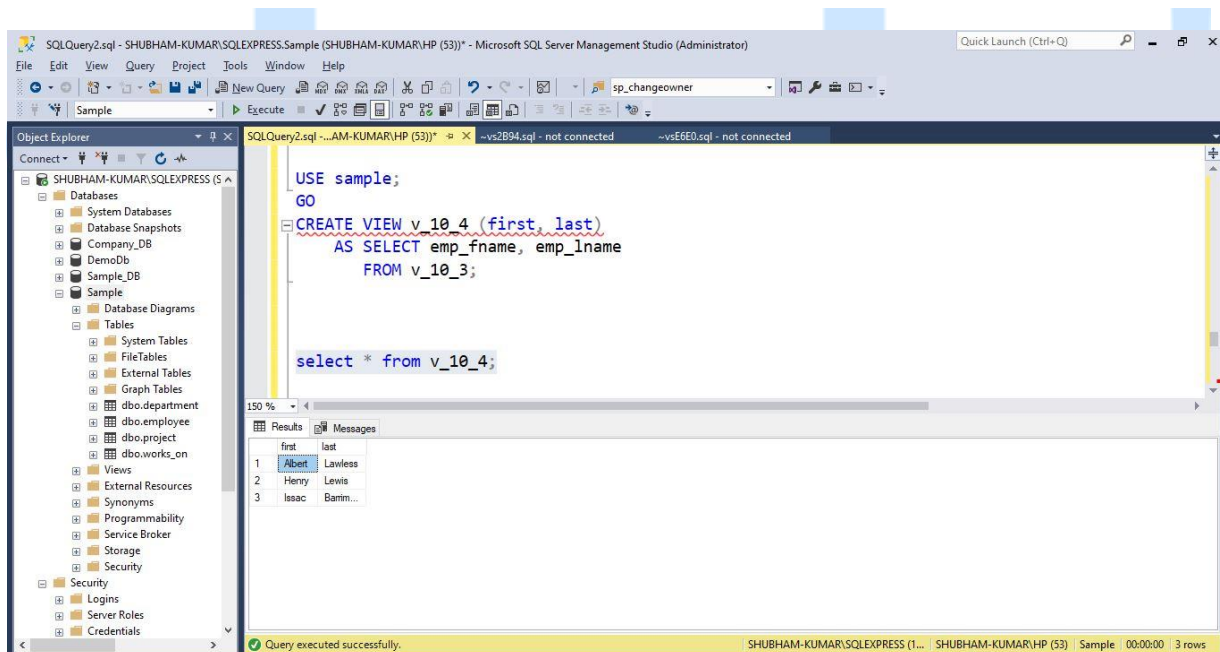 SQLQuery2.sql - SHUBHAM-KUMAR\SQLEXPRESS.Sample (SHUBHAM-KUMAR\HP (53))* - Microsoft SQL Server Management Studio (Administrator)
Quick Launch (Ctrl+Q)
File Edit View Query Project Tools Window Help
New Query
sp_changeowner
Sample
Execute
Object Explorer
SQLQuery2.sql -...AM-KUMAR\HP (53))*
~vs2B94.sql - not connected
~vsE6E0.sql - not connected
Connect
SHUBHAM-KUMAR\SQLEXPRESS (S
Databases
System Databases
Database Snapshots
Company_DB
DemoDb
Sample_DB
Sample
Database Diagrams
Tables
System Tables
FileTables
External Tables
Graph Tables
dbo.department
dbo.employee
dbo.project
dbo.works_on
Views
External Resources
Synonyms
Programmability
Service Broker
Storage
Security
Security
Logins
Server Roles
Credentials
USE sample;
GO
CREATE VIEW v_10_4 (first, last)
AS SELECT emp_fname, emp_lname
FROM v_10_3;
select * from v_10_4;
150 %
Results Messages
first last
1 Albert Lawless
2 Henry Lewis
3 Issac Barrim...
Query executed successfully.
SHUBHAM-KUMAR\SQLEXPRESS (1... SHUBHAM-KUMAR\HP (53) Sample 00:00:00 3 rows